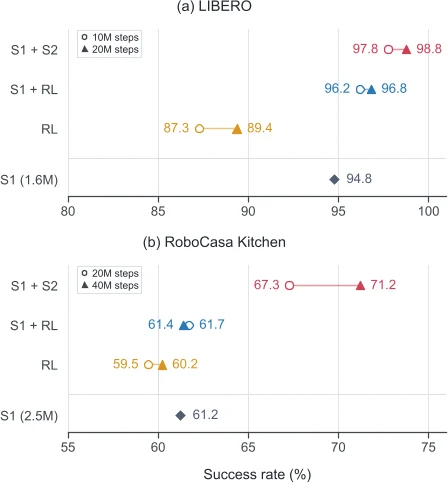 (a) LIBERO
10M steps
20M steps
S1 + S2
97.8 98.8
S1 + RL
96.2 96.8
RL
87.3 89.4
S1 (1.6M)
94.8
80 85 90 95 100
(b) RoboCasa Kitchen
20M steps
40M steps
S1 + S2
67.3 71.2
S1 + RL
61.4 61.7
RL
59.5 60.2
S1 (2.5M)
61.2
55 60 65 70 75
Success rate (%)